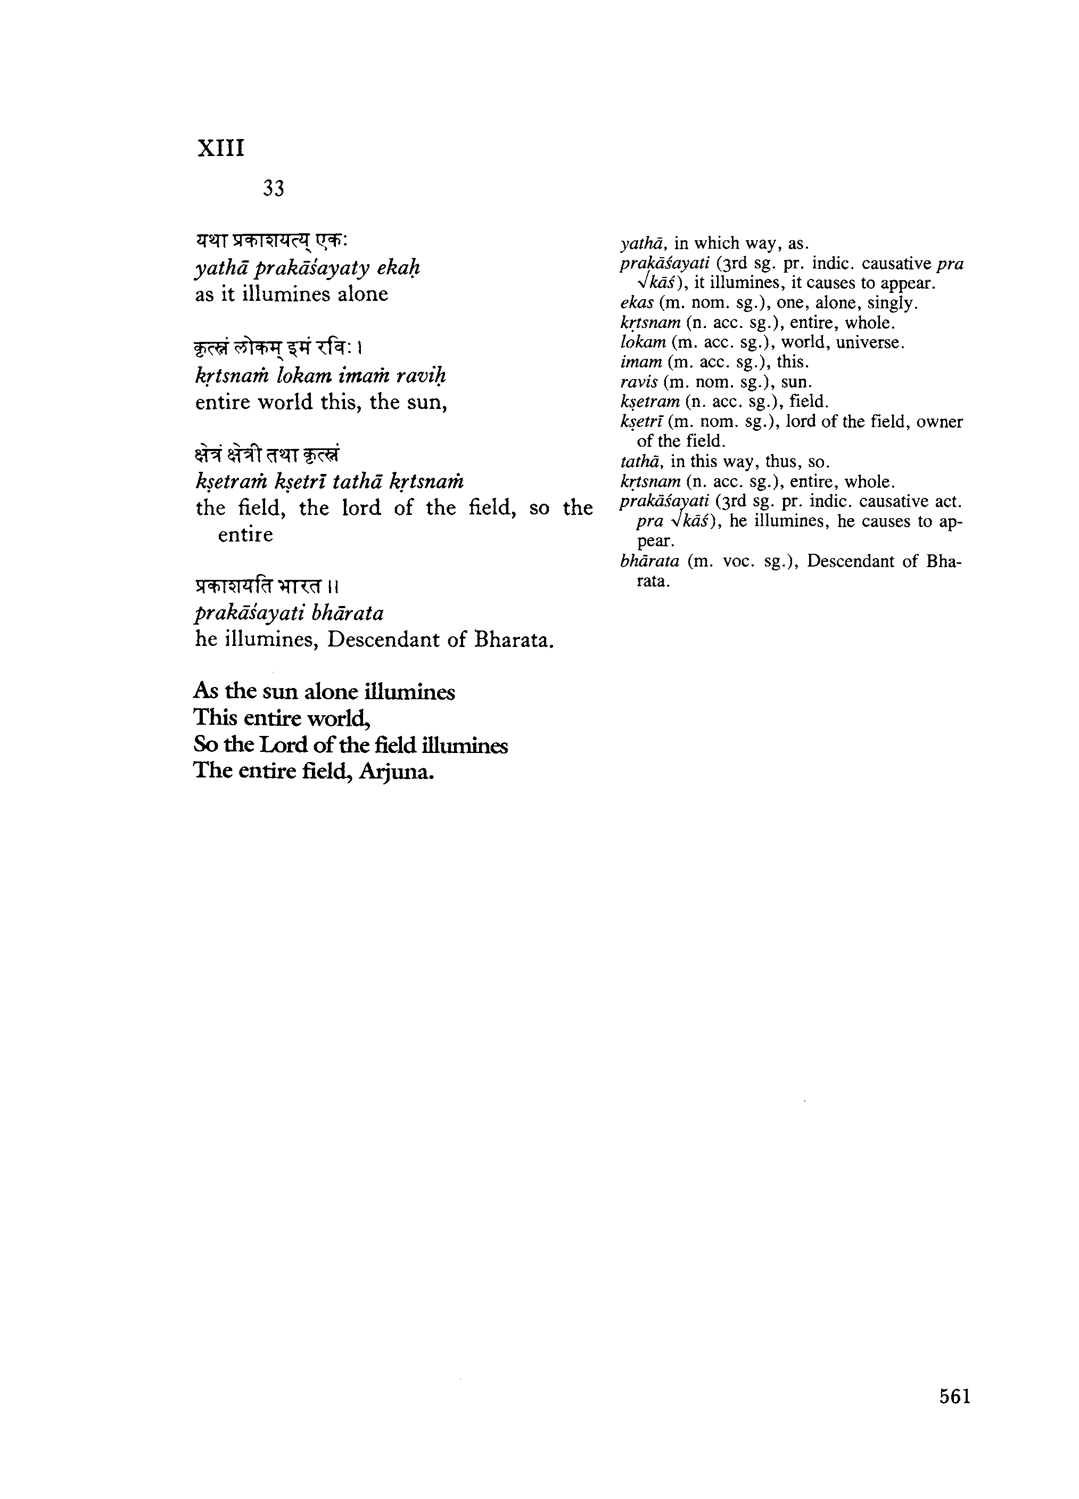 XIII
33
यथा प्रकाशयत्य् एकः
yathā prakāśayaty ekaḥ
as it illumines alone
कृत्स्नं लोकम् इमं रविः।
kṛtsnaṁ lokam imaṁ raviḥ
entire world this, the sun,
क्षेत्रं क्षेत्री तथा कृत्स्नं
kṣetraṁ kṣetrī tathā kṛtsnaṁ
the field, the lord of the field, so the
entire
प्रकाशयति भारत॥
prakāśayati bhārata
he illumines, Descendant of Bharata.
As the sun alone illumines
This entire world,
So the Lord of the field illumines
The entire field, Arjuna.
yathā, in which way, as.
prakāśayati (3rd sg. pr. indic. causative pra
√kāś), it illumines, it causes to appear.
ekas (m. nom. sg.), one, alone, singly.
kṛtsnam (n. acc. sg.), entire, whole.
lokam (m. acc. sg.), world, universe.
imam (m. acc. sg.), this.
ravis (m. nom. sg.), sun.
kṣetram (n. acc. sg.), field.
kṣetrī (m. nom. sg.), lord of the field, owner
of the field.
tathā, in this way, thus, so.
kṛtsnam (n. acc. sg.), entire, whole.
prakāśayati (3rd sg. pr. indic. causative act.
pra √kāś), he illumines, he causes to ap-
pear.
bhārata (m. voc. sg.), Descendant of Bha-
rata.
561